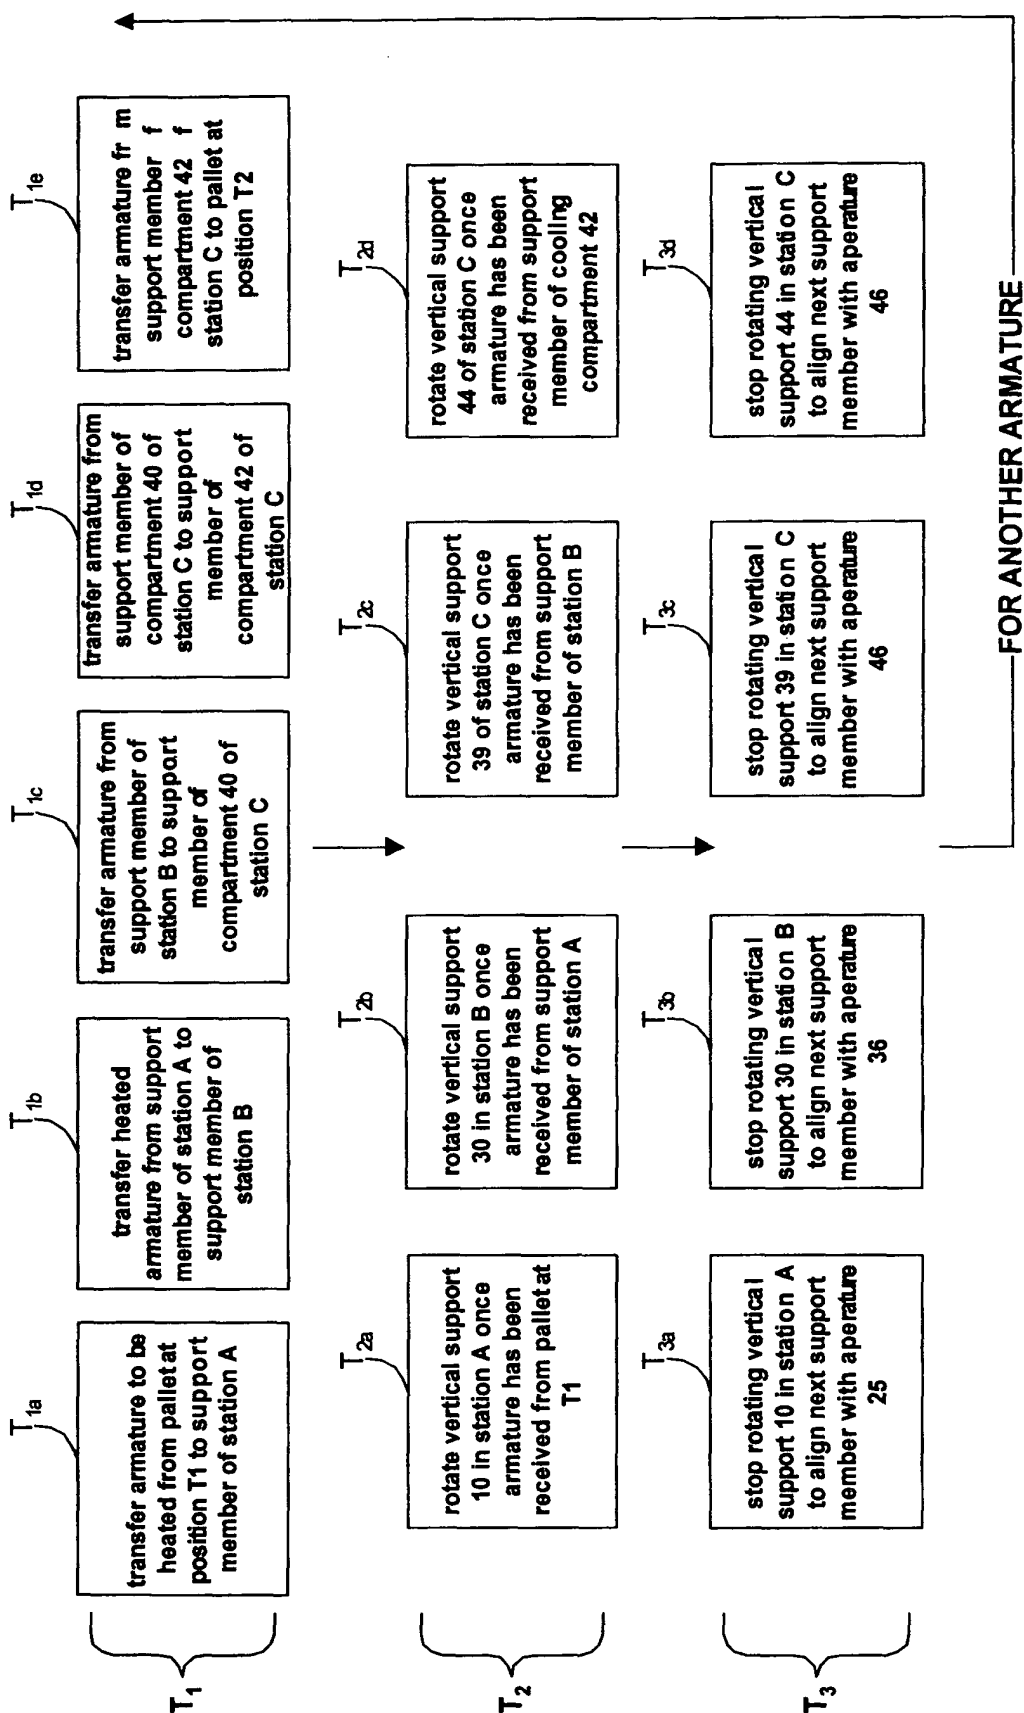 T1
T1a
transfer armature to be
heated from pallet at
position T1 to support
member of station A
T1b
transfer heated
armature from support
member of station A to
support member of
station B
T1c
transfer armature from
support member of
station B to support
member of
compartment 40 of
station C
T1d
transfer armature from
support member of
compartment 40 of
station C to support
member of
compartment 42 of
station C
T1e
transfer armature fr m
support member f
compartment 42 f
station C to pallet at
position T2
T2
T2a
rotate vertical support
10 in station A once
armature has been
received from pallet at
T1
T2b
rotate vertical support
30 in station B once
armature has been
received from support
member of station A
T2c
rotate vertical support
39 of station C once
armature has been
received from support
member of station B
T2d
rotate vertical support
44 of station C once
armature has been
received from support
member of cooling
compartment 42
T3
T3a
stop rotating vertical
support 10 in station A
to align next support
member with aperature
25
T3b
stop rotating vertical
support 30 in station B
to align next support
member with aperature
36
T3c
stop rotating vertical
support 39 in station C
to align next support
member with aperature
46
T3d
stop rotating vertical
support 44 in station C
to align next support
member with aperature
46
FOR ANOTHER ARMATURE